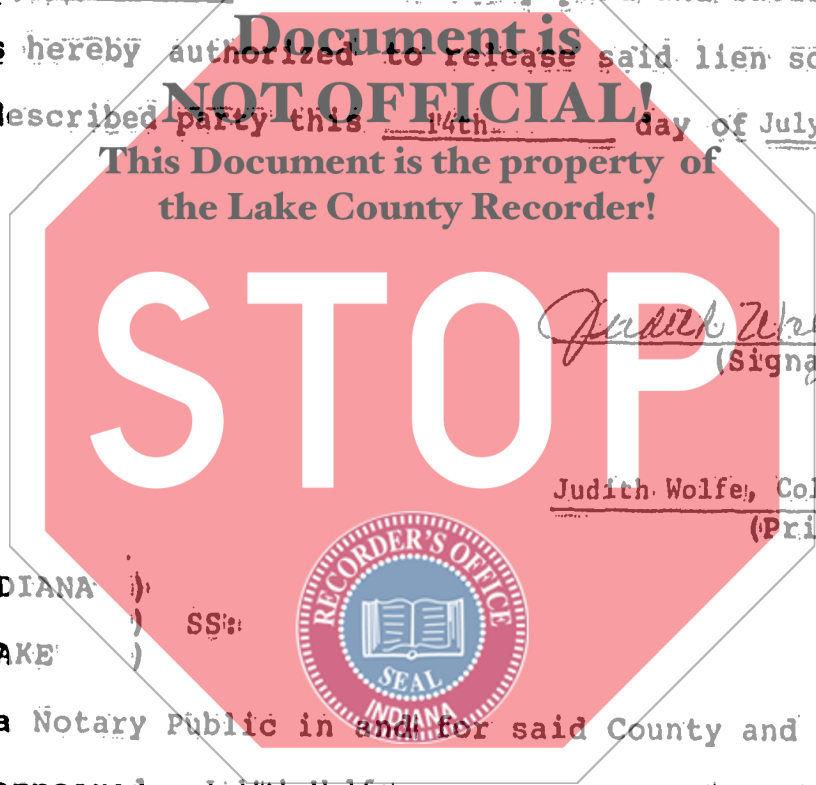 Document is
hereby authorized to release said lien
NOT OFFICIAL!
described party this 14th day of July
This Document is the property of
the Lake County Recorder!
STOP
Judith
(Signa
Judith Wolfe, Col
(Pri
RECORDER'S OFFICE
SEAL
INDIANA
DIANA )
) SS:
AKE )
a Notary Public in and for said County and